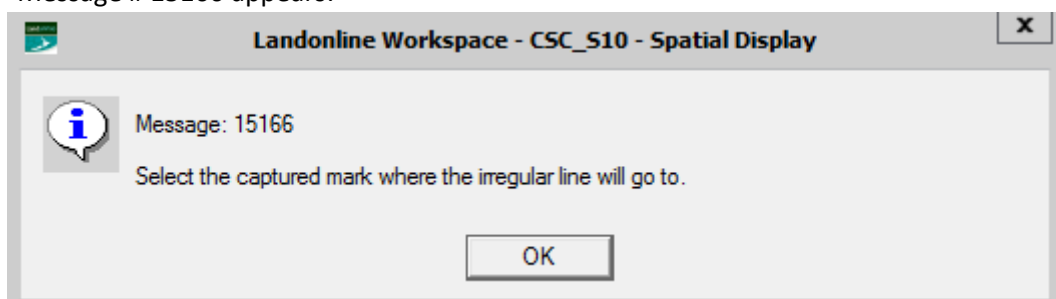 Landonline Workspace - CSC_S10 - Spatial Display
x
Message: 15166
Select the captured mark where the irregular line will go to.
OK